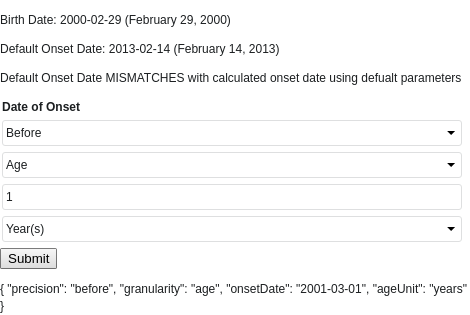 Birth Date: 2000-02-29 (February 29, 2000)
Default Onset Date: 2013-02-14 (February 14, 2013)
Default Onset Date MISMATCHES with calculated onset date using defualt parameters
Date of Onset
Before
Age
1
Year(s)
Submit
{ "precision": "before", "granularity": "age", "onsetDate": "2001-03-01", "ageUnit": "years"
}